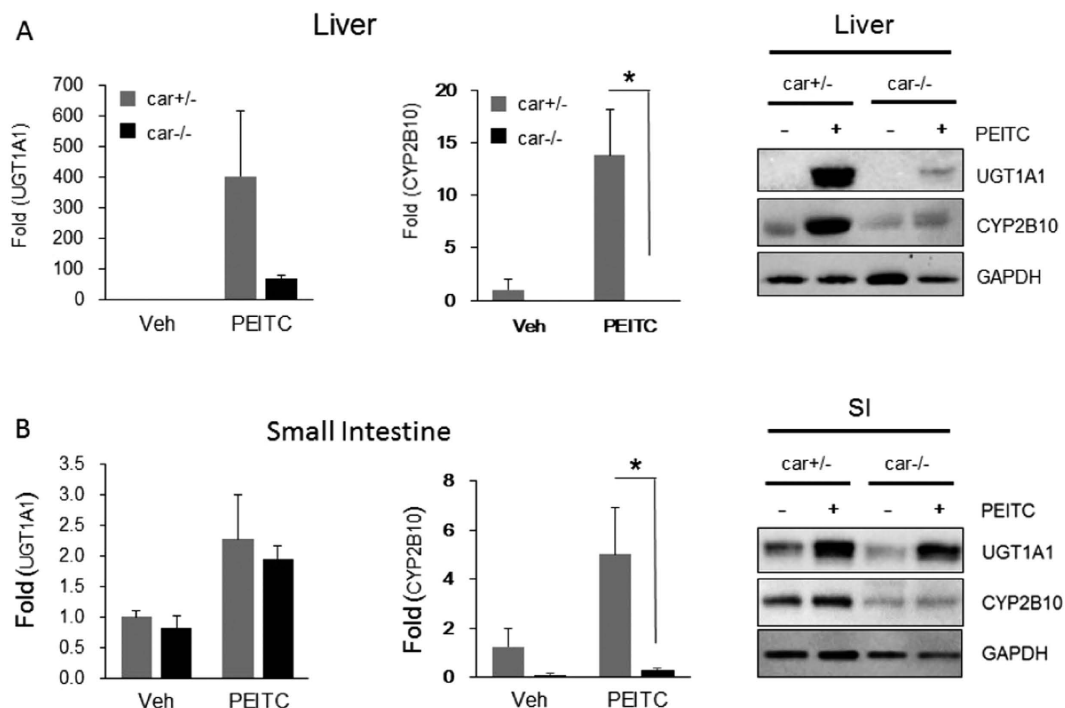 A
Liver
Fold (UGT1A1)
700
600
500
400
300
200
100
0
car+/-
car-/-
Veh PEITC
Fold (CYP2B10)
20
15
10
5
0
car+/-
car-/-
*
Veh PEITC
Liver
car+/- car-/-
- + - + PEITC
UGT1A1
CYP2B10
GAPDH
B
Small Intestine
Fold (UGT1A1)
3.5
3.0
2.5
2.0
1.5
1.0
0.5
0.0
Veh PEITC
Fold (CYP2B10)
8
6
4
2
0
*
Veh PEITC
SI
car+/- car-/-
- + - + PEITC
UGT1A1
CYP2B10
GAPDH